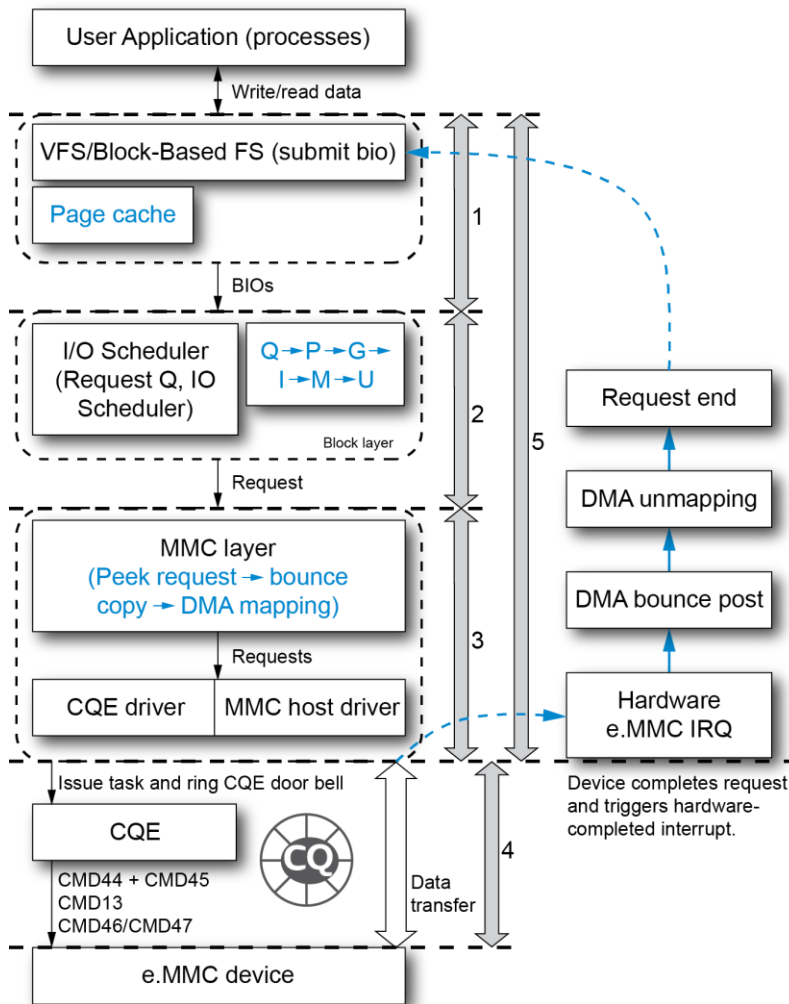 User Application (processes)
Write/read data
VFS/Block-Based FS (submit bio)
Page cache
1
BIOs
I/O Scheduler
(Request Q, IO
Scheduler)
Q→P→G→
I→M→U
Block layer
2
5
Request
MMC layer
(Peek request → bounce
copy → DMA mapping)
Requests
CQE driver
MMC host driver
3
Request end
DMA unmapping
DMA bounce post
Hardware
e.MMC IRQ
Issue task and ring CQE door bell
Device completes request
and triggers hardware-
completed interrupt.
CQE
CQ
4
CMD44 + CMD45
CMD13
CMD46/CMD47
Data
transfer
e.MMC device